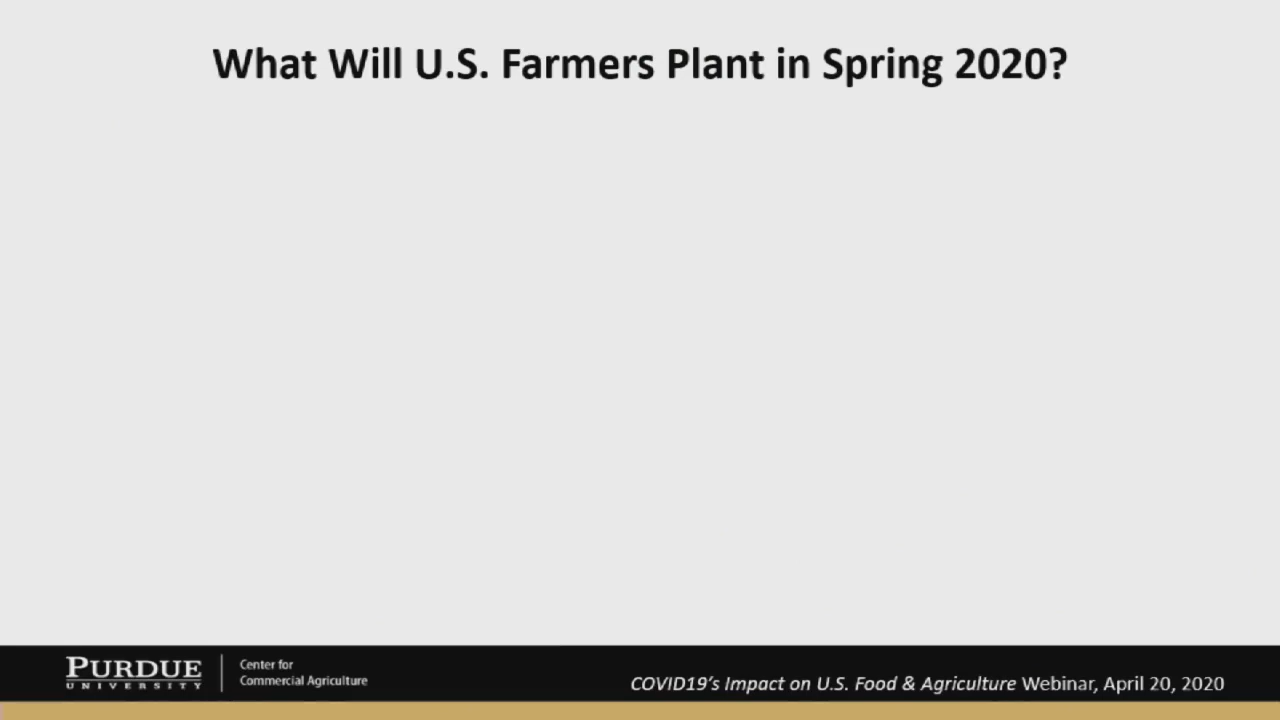 What Will U.S. Farmers Plant in Spring 2020?
PURDUE
UNIVERSITY
Center for
Commercial Agriculture
COVID19's Impact on U.S. Food & Agriculture Webinar, April 20, 2020